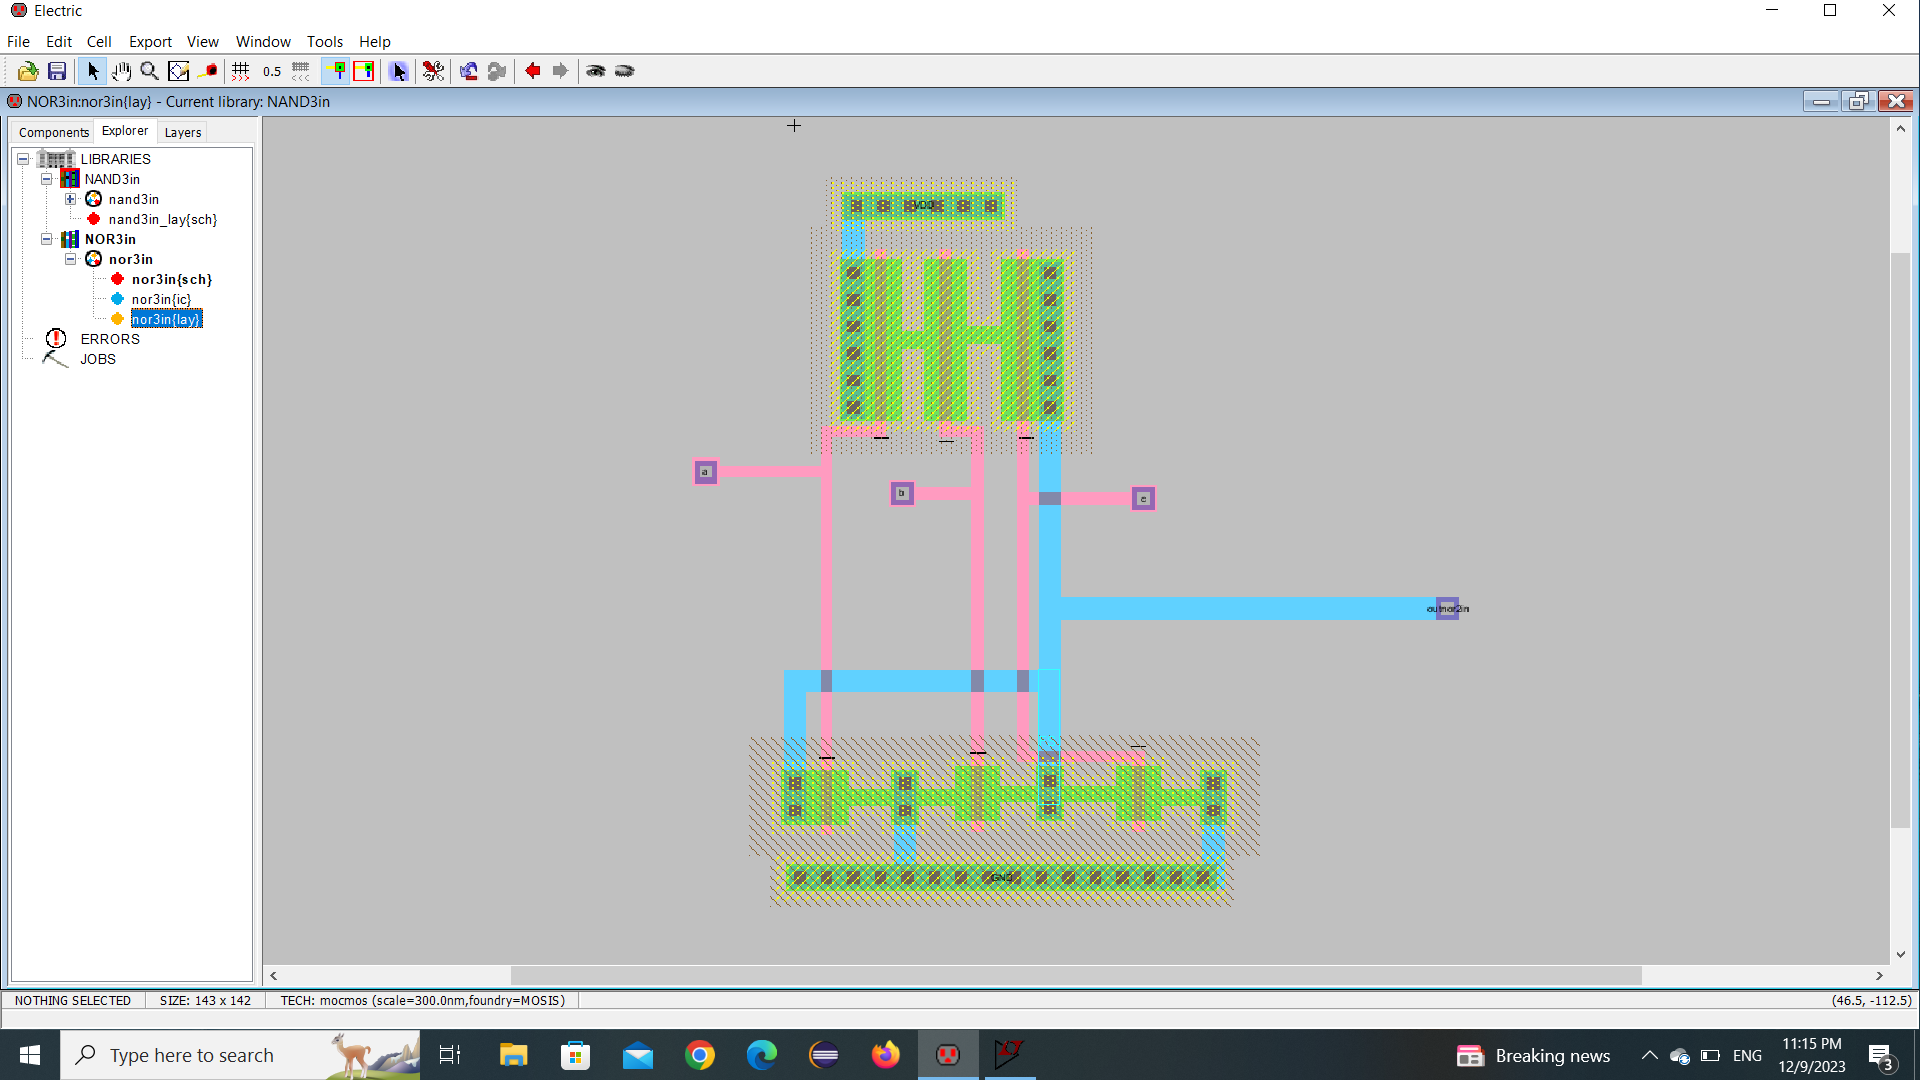 Electric
File Edit Cell Export View Window Tools Help
0.5
NOR3in:nor3in{lay} - Current library: NAND3in
Components Explorer Layers
LIBRARIES
NAND3in
nand3in
nand3in_lay{sch}
NOR3in
nor3in
nor3in{sch}
nor3in{ic}
nor3in{lay}
ERRORS
JOBS
VDD
a
b
c
GND
NOTHING SELECTED SIZE: 143 x 142 TECH: mocmos (scale=300.0nm,foundry=MOSIS) (46.5, -112.5)
Type here to search
Breaking news
ENG
11:15 PM
12/9/2023
3